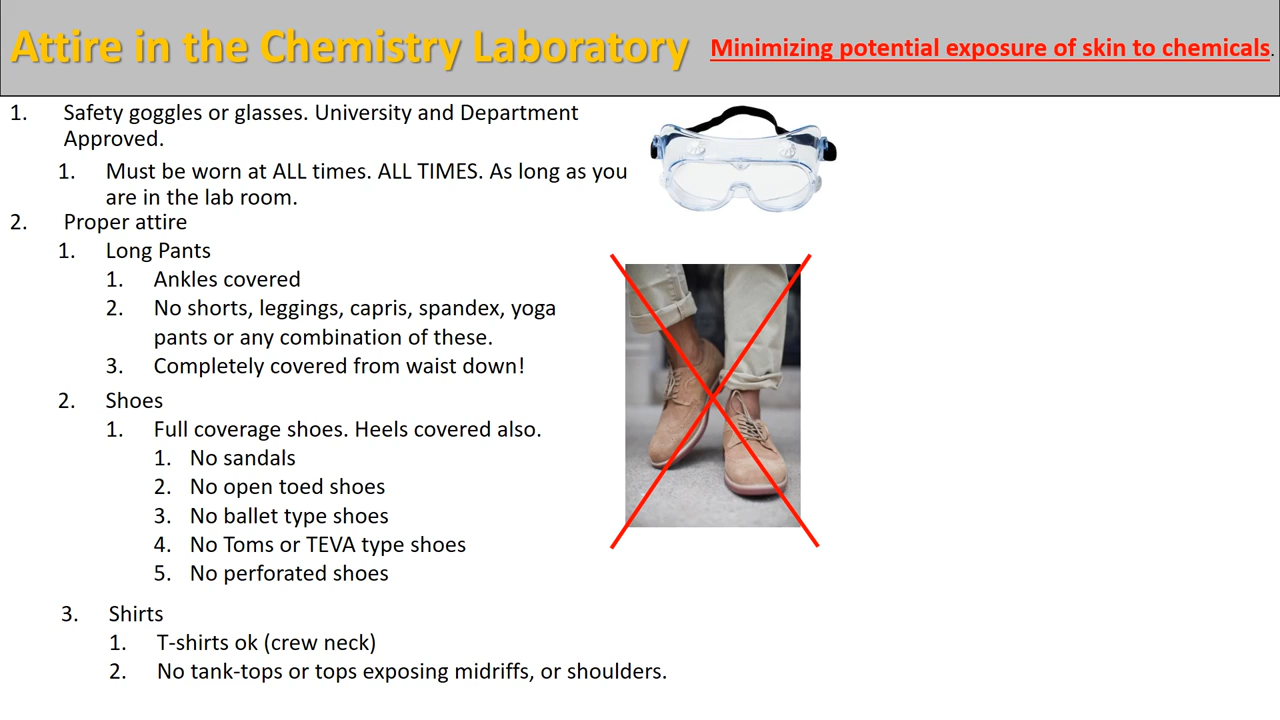 Attire in the Chemistry Laboratory
Minimizing potential exposure of skin to chemicals.
1. Safety goggles or glasses. University and Department
Approved.
1. Must be worn at ALL times. ALL TIMES. As long as you
are in the lab room.
2. Proper attire
1. Long Pants
1. Ankles covered
2. No shorts, leggings, capris, spandex, yoga
pants or any combination of these.
3. Completely covered from waist down!
2. Shoes
1. Full coverage shoes. Heels covered also.
1. No sandals
2. No open toed shoes
3. No ballet type shoes
4. No Toms or TEVA type shoes
5. No perforated shoes
3. Shirts
1. T-shirts ok (crew neck)
2. No tank-tops or tops exposing midriffs, or shoulders.